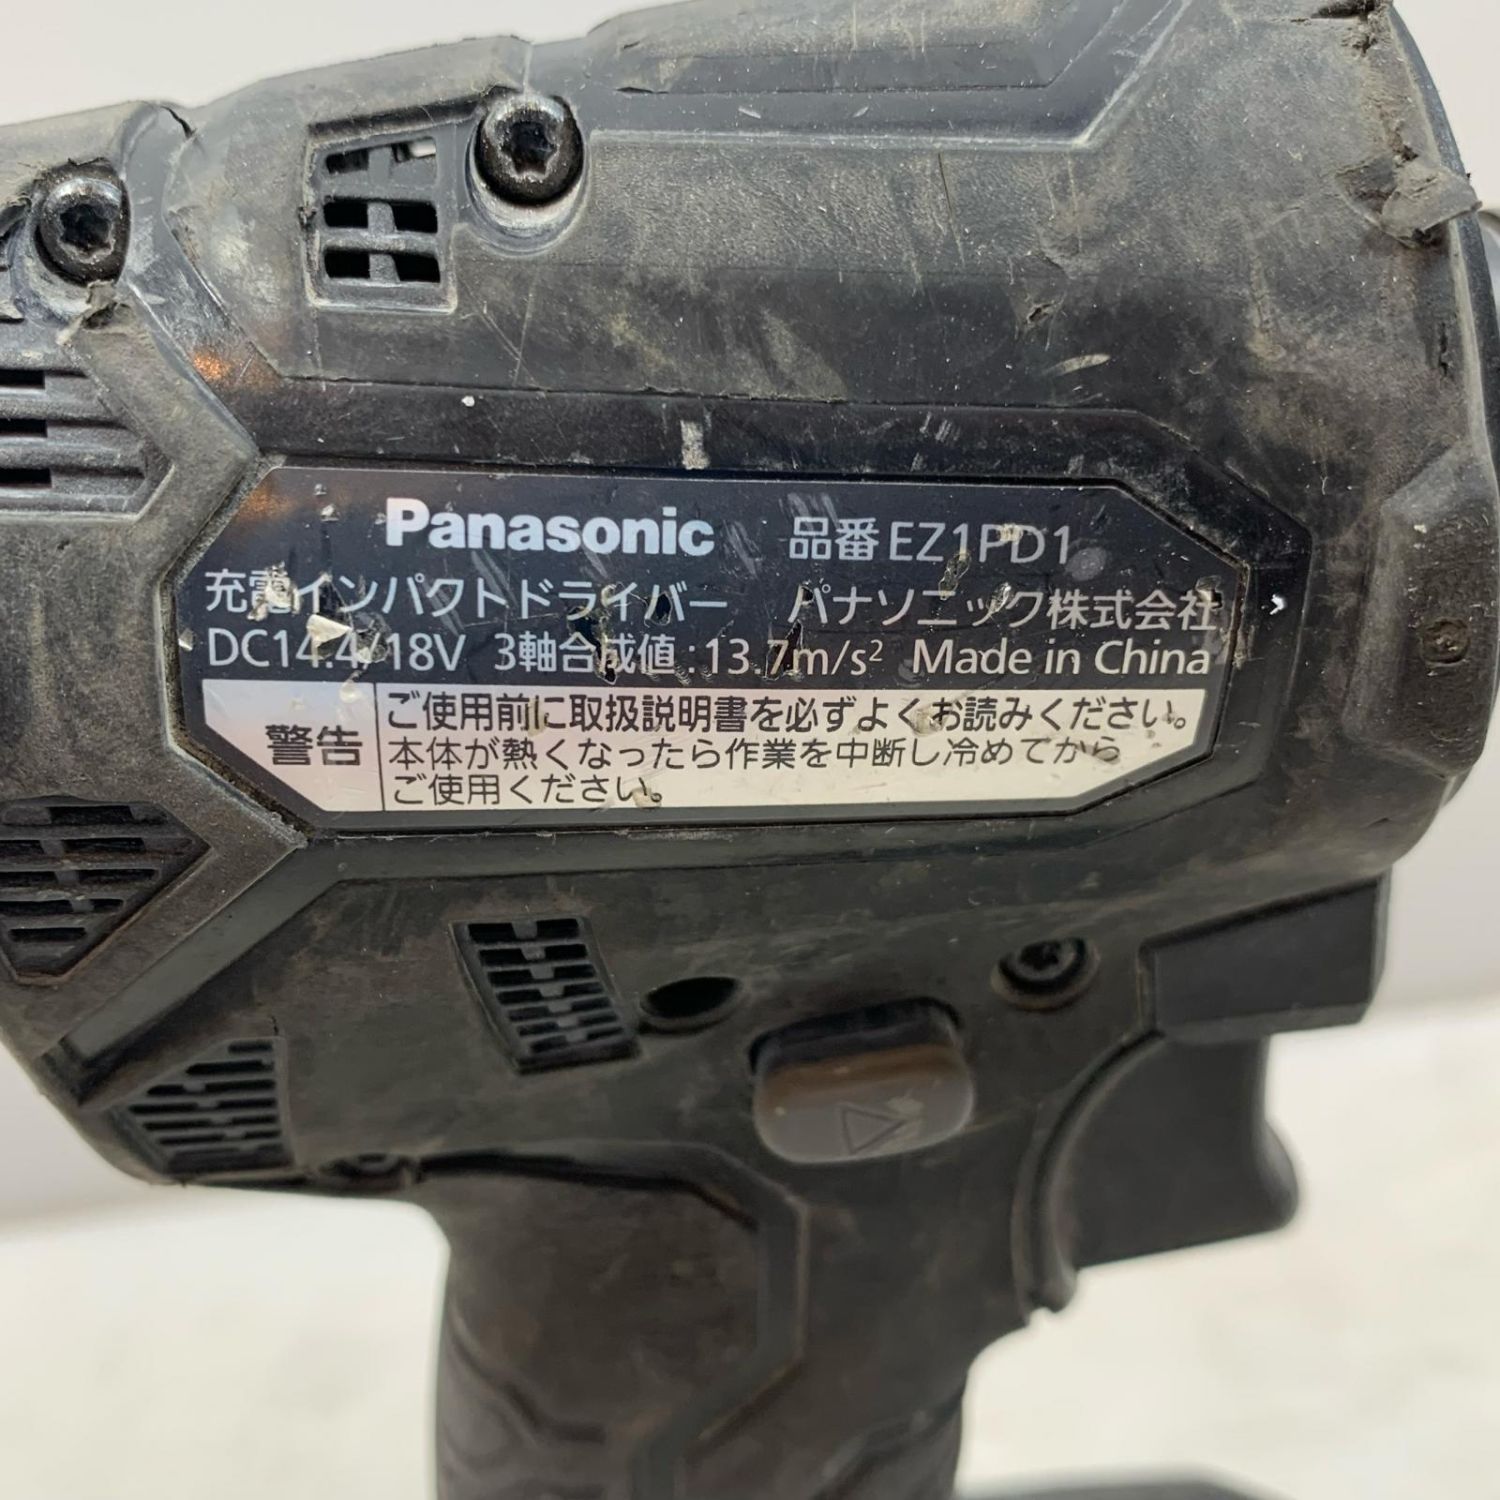 Panasonic 品番 EZ1PD1
充電インパクトドライバー パナソニック株式会社
DC14.4/18V 3軸合成値:13.7m/s² Made in China
警告
ご使用前に取扱説明書を必ずよくお読みください。
本体が熱くなったら作業を中断し冷めてから
ご使用ください。